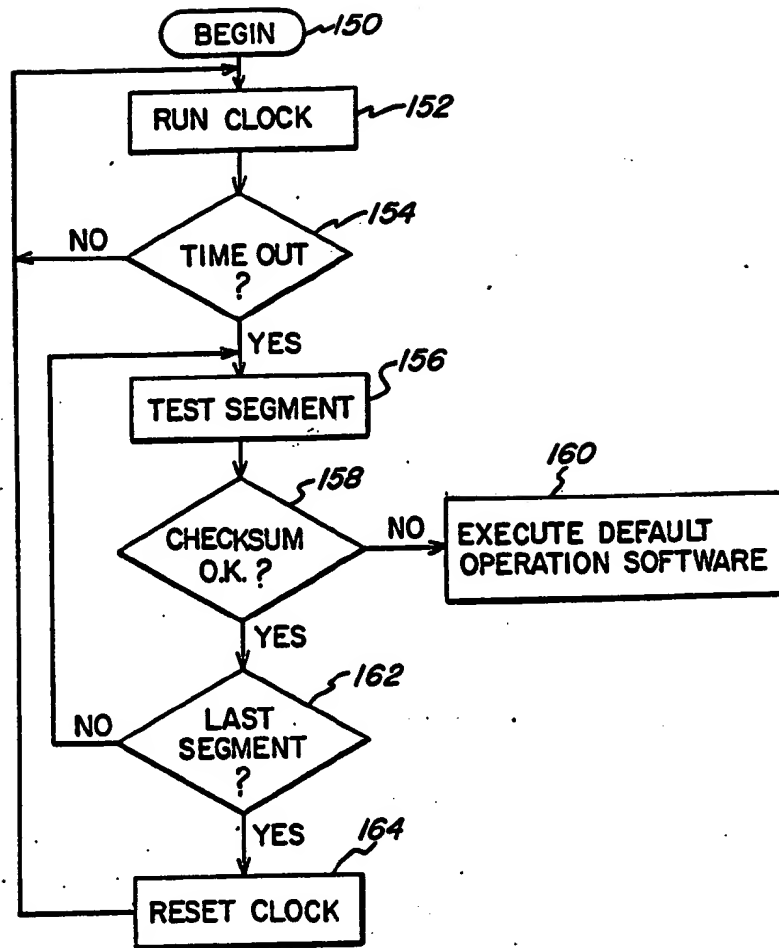 BEGIN
150
RUN CLOCK
152
154
NO
TIME OUT
?
YES
156
TEST SEGMENT
158
160
CHECKSUM
O.K. ?
NO
EXECUTE DEFAULT
OPERATION SOFTWARE
YES
162
NO
LAST
SEGMENT
?
YES
164
RESET CLOCK